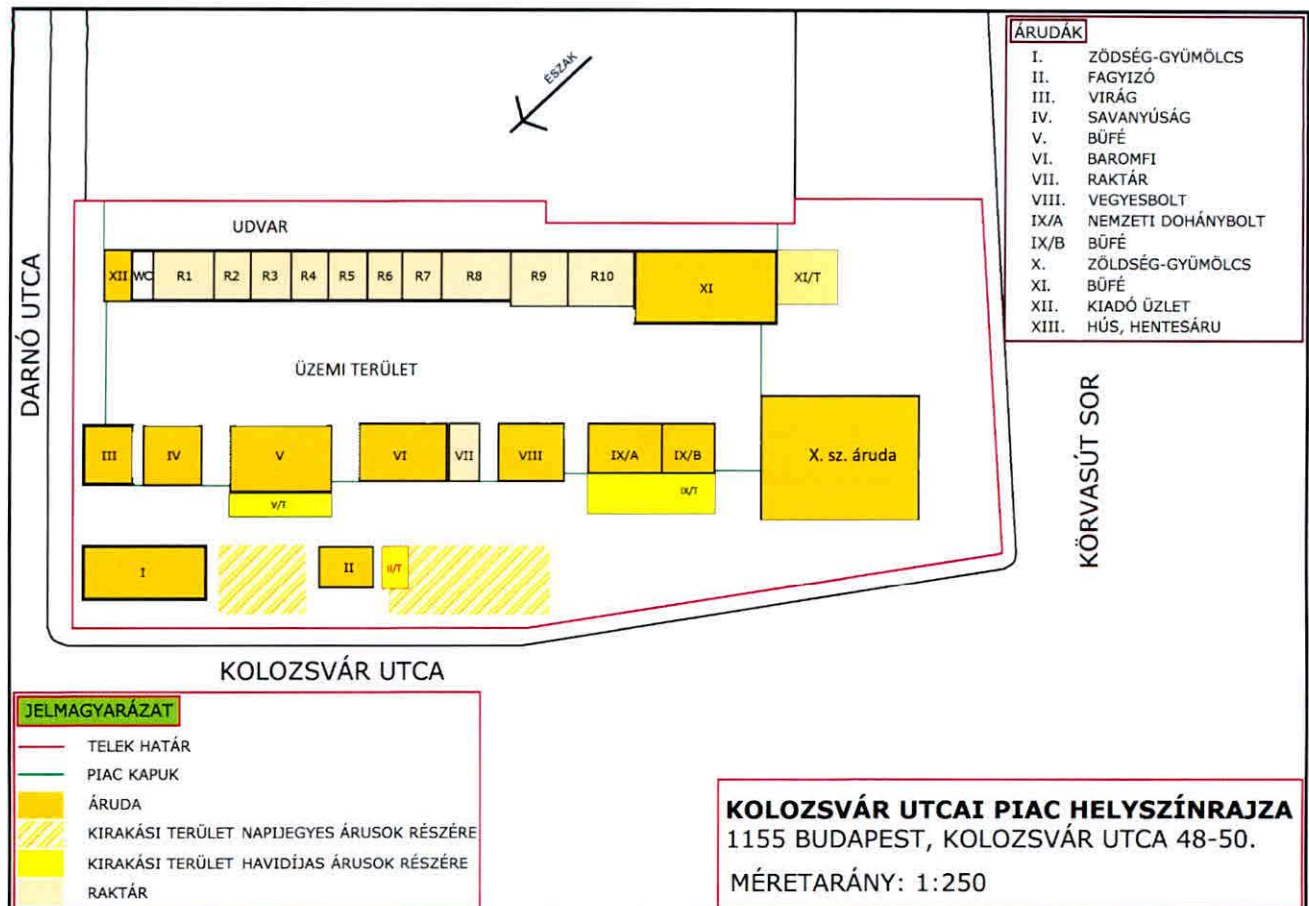 ÉSZAK
ÁRUDÁK
I. ZÖDSÉG-GYÜMÖLCS
II. FAGYIZÓ
III. VIRÁG
IV. SAVANYÚSÁG
V. BÜFÉ
VI. BAROMFI
VII. RAKTÁR
VIII. VEGYESBOLT
IX/A NEMZETI DOHÁNYBOLT
IX/B BÜFÉ
X. ZÖLDSÉG-GYÜMÖLCS
XI. BÜFÉ
XII. KIADÓ ÜZLET
XIII. HÚS, HENTESÁRU
DARNÓ UTCA
UDVAR
XII WC R1 R2 R3 R4 R5 R6 R7 R8 R9 R10 XI XI/T
ÜZEMI TERÜLET
III IV V VI VII VIII IX/A IX/B X. sz. áruda
V/T IX/T
I II II/T
KÖRVASÚT SOR
KOLOZSVÁR UTCA
JELMAGYARÁZAT
TELEK HATÁR
PIAC KAPUK
ÁRUDA
KIRAKÁSI TERÜLET NAPIJEGYES ÁRUSOK RÉSZÉRE
KIRAKÁSI TERÜLET HAVIDÍJAS ÁRUSOK RÉSZÉRE
RAKTÁR
KOLOZSVÁR UTCAI PIAC HELYSZÍNRAJZA
1155 BUDAPEST, KOLOZSVÁR UTCA 48-50.
MÉRETARÁNY: 1:250